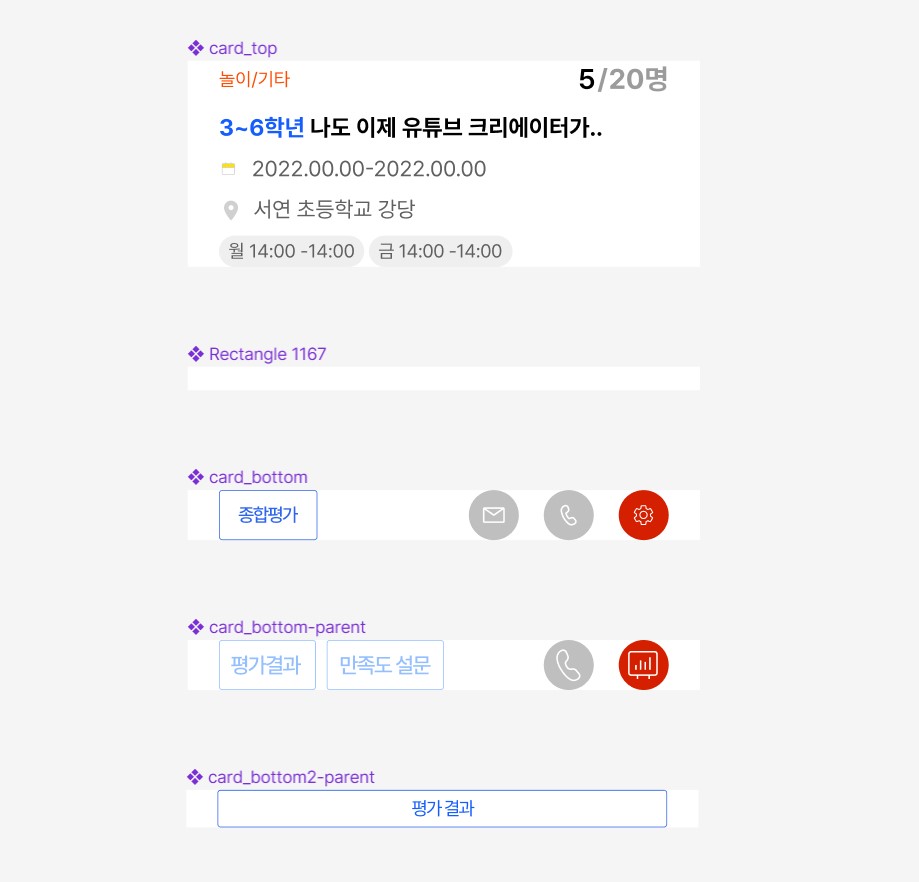 card_top
놀이/기타
5/20명
3~6학년 나도 이제 유튜브 크리에이터가..
2022.00.00-2022.00.00
서연 초등학교 강당
월 14:00 -14:00 금 14:00 -14:00
Rectangle 1167
card_bottom
종합평가
card_bottom-parent
평가결과 만족도 설문
card_bottom2-parent
평가 결과